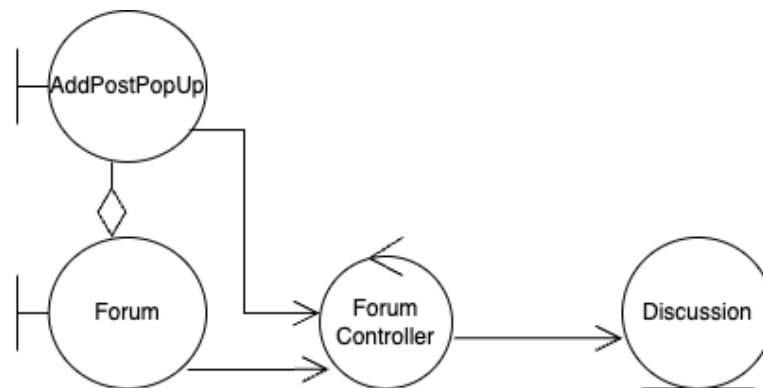 AddPostPopUp
Forum
Forum
Controller
Discussion